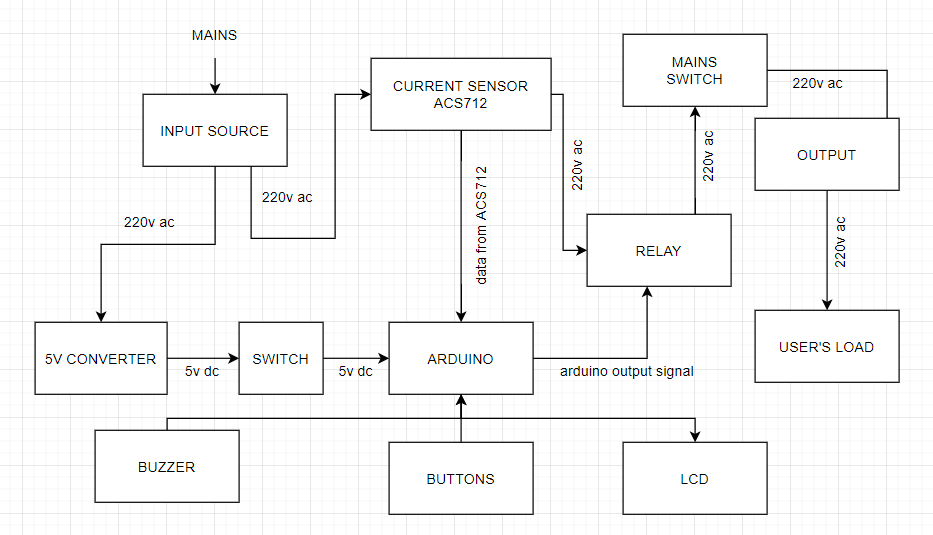 MAINS
INPUT SOURCE
CURRENT SENSOR
ACS712
MAINS
SWITCH
220v ac
OUTPUT
220v ac
220v ac
220v ac
220v ac
data from ACS712
RELAY
220v ac
5V CONVERTER
5v dc
SWITCH
5v dc
ARDUINO
arduino output signal
USER'S LOAD
BUZZER
BUTTONS
LCD